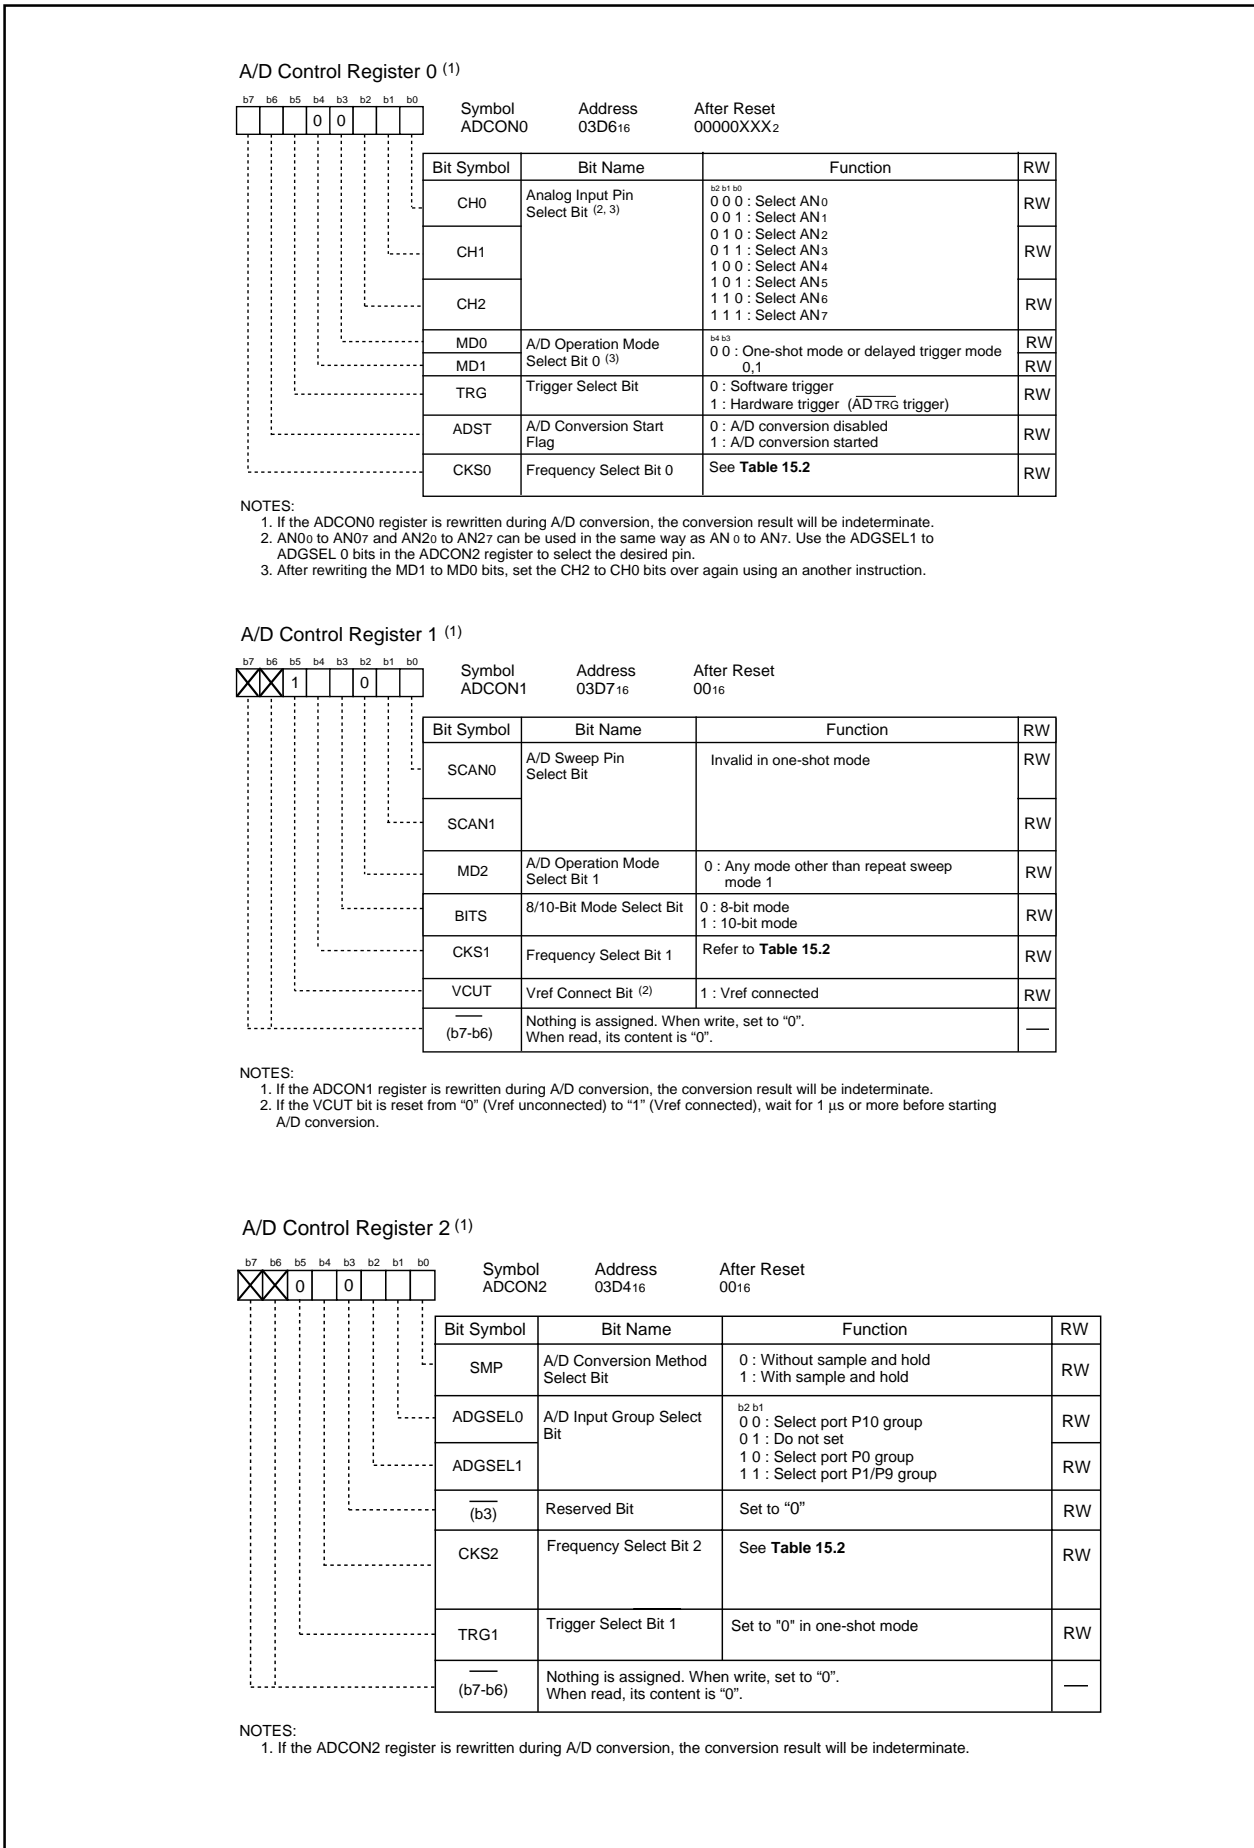 A/D Control Register 0 (1)
b7 b6 b5 b4 b3 b2 b1 b0
0 0
Symbol Address After Reset
ADCON0 03D616 00000XXX2
Bit Symbol Bit Name Function RW
CH0 Analog Input Pin Select Bit (2, 3) RW
b2 b1 b0
0 0 0 : Select AN0
0 0 1 : Select AN1
0 1 0 : Select AN2
0 1 1 : Select AN3
CH1 RW
1 0 0 : Select AN4
1 0 1 : Select AN5
1 1 0 : Select AN6
1 1 1 : Select AN7
CH2 RW
MD0 A/D Operation Mode RW
Select Bit 0 (3)
b4 b3
0 0 : One-shot mode or delayed trigger mode
0,1
MD1 RW
TRG Trigger Select Bit 0 : Software trigger RW
1 : Hardware trigger (ADTRG trigger)
ADST A/D Conversion Start 0 : A/D conversion disabled RW
Flag 1 : A/D conversion started
CKS0 Frequency Select Bit 0 See Table 15.2 RW
NOTES:
1. If the ADCON0 register is rewritten during A/D conversion, the conversion result will be indeterminate.
2. AN00 to AN07 and AN20 to AN27 can be used in the same way as AN 0 to AN7. Use the ADGSEL1 to
ADGSEL 0 bits in the ADCON2 register to select the desired pin.
3. After rewriting the MD1 to MD0 bits, set the CH2 to CH0 bits over again using an another instruction.
A/D Control Register 1 (1)
b7 b6 b5 b4 b3 b2 b1 b0
1 0
Symbol Address After Reset
ADCON1 03D716 0016
Bit Symbol Bit Name Function RW
SCAN0 A/D Sweep Pin Invalid in one-shot mode RW
Select Bit
SCAN1 RW
MD2 A/D Operation Mode 0 : Any mode other than repeat sweep RW
Select Bit 1 mode 1
BITS 8/10-Bit Mode Select Bit 0 : 8-bit mode RW
1 : 10-bit mode
CKS1 Frequency Select Bit 1 Refer to Table 15.2 RW
VCUT Vref Connect Bit (2) 1 : Vref connected RW
(b7-b6) Nothing is assigned. When write, set to “0”.
When read, its content is “0”.
NOTES:
1. If the ADCON1 register is rewritten during A/D conversion, the conversion result will be indeterminate.
2. If the VCUT bit is reset from “0” (Vref unconnected) to “1” (Vref connected), wait for 1 μs or more before starting
A/D conversion.
A/D Control Register 2 (1)
b7 b6 b5 b4 b3 b2 b1 b0
0 0
Symbol Address After Reset
ADCON2 03D416 0016
Bit Symbol Bit Name Function RW
SMP A/D Conversion Method 0 : Without sample and hold RW
Select Bit 1 : With sample and hold
ADGSEL0 A/D Input Group Select RW
Bit
b2 b1
0 0 : Select port P10 group
0 1 : Do not set
ADGSEL1 RW
1 0 : Select port P0 group
1 1 : Select port P1/P9 group
(b3) Reserved Bit Set to “0” RW
CKS2 Frequency Select Bit 2 See Table 15.2 RW
TRG1 Trigger Select Bit 1 Set to "0" in one-shot mode RW
(b7-b6) Nothing is assigned. When write, set to “0”.
When read, its content is “0”.
NOTES:
1. If the ADCON2 register is rewritten during A/D conversion, the conversion result will be indeterminate.